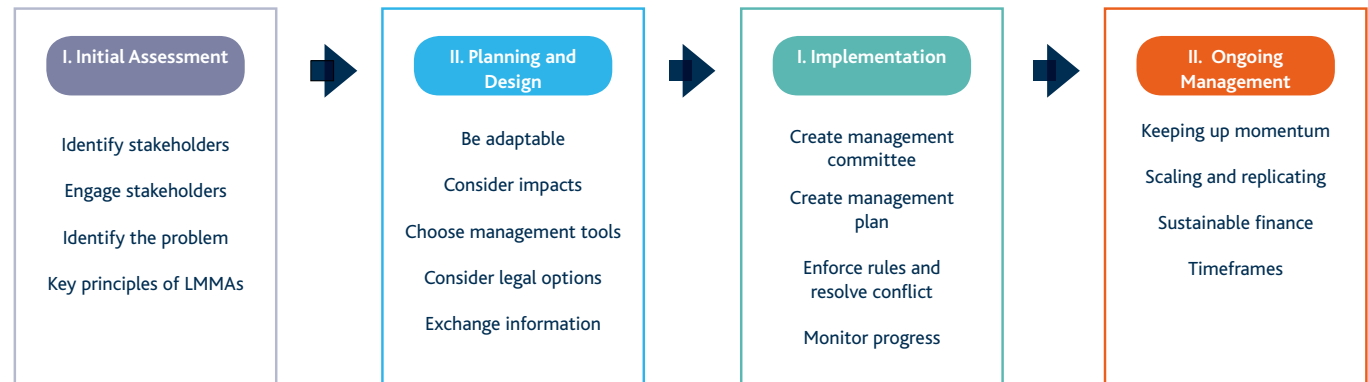 I. Initial Assessment
Identify stakeholders
Engage stakeholders
Identify the problem
Key principles of LMMAs
II. Planning and
Design
Be adaptable
Consider impacts
Choose management tools
Consider legal options
Exchange information
I. Implementation
Create management
committee
Create management
plan
Enforce rules and
resolve conflict
Monitor progress
II. Ongoing
Management
Keeping up momentum
Scaling and replicating
Sustainable finance
Timeframes